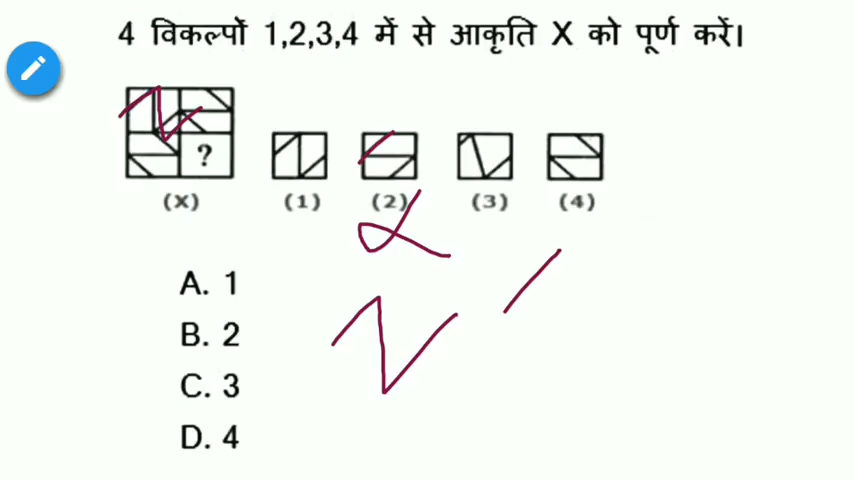 4 विकल्पों 1,2,3,4 में से आकृति X को पूर्ण करें।
?
(X) (1) (2) (3) (4)
A. 1
B. 2
C. 3
D. 4